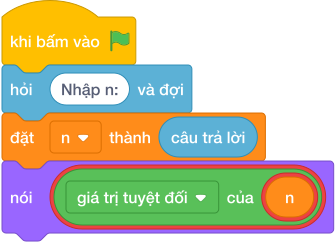 khi bấm vào
hỏi Nhập n: và đợi
đặt n thành câu trả lời
nói giá trị tuyệt đối của n